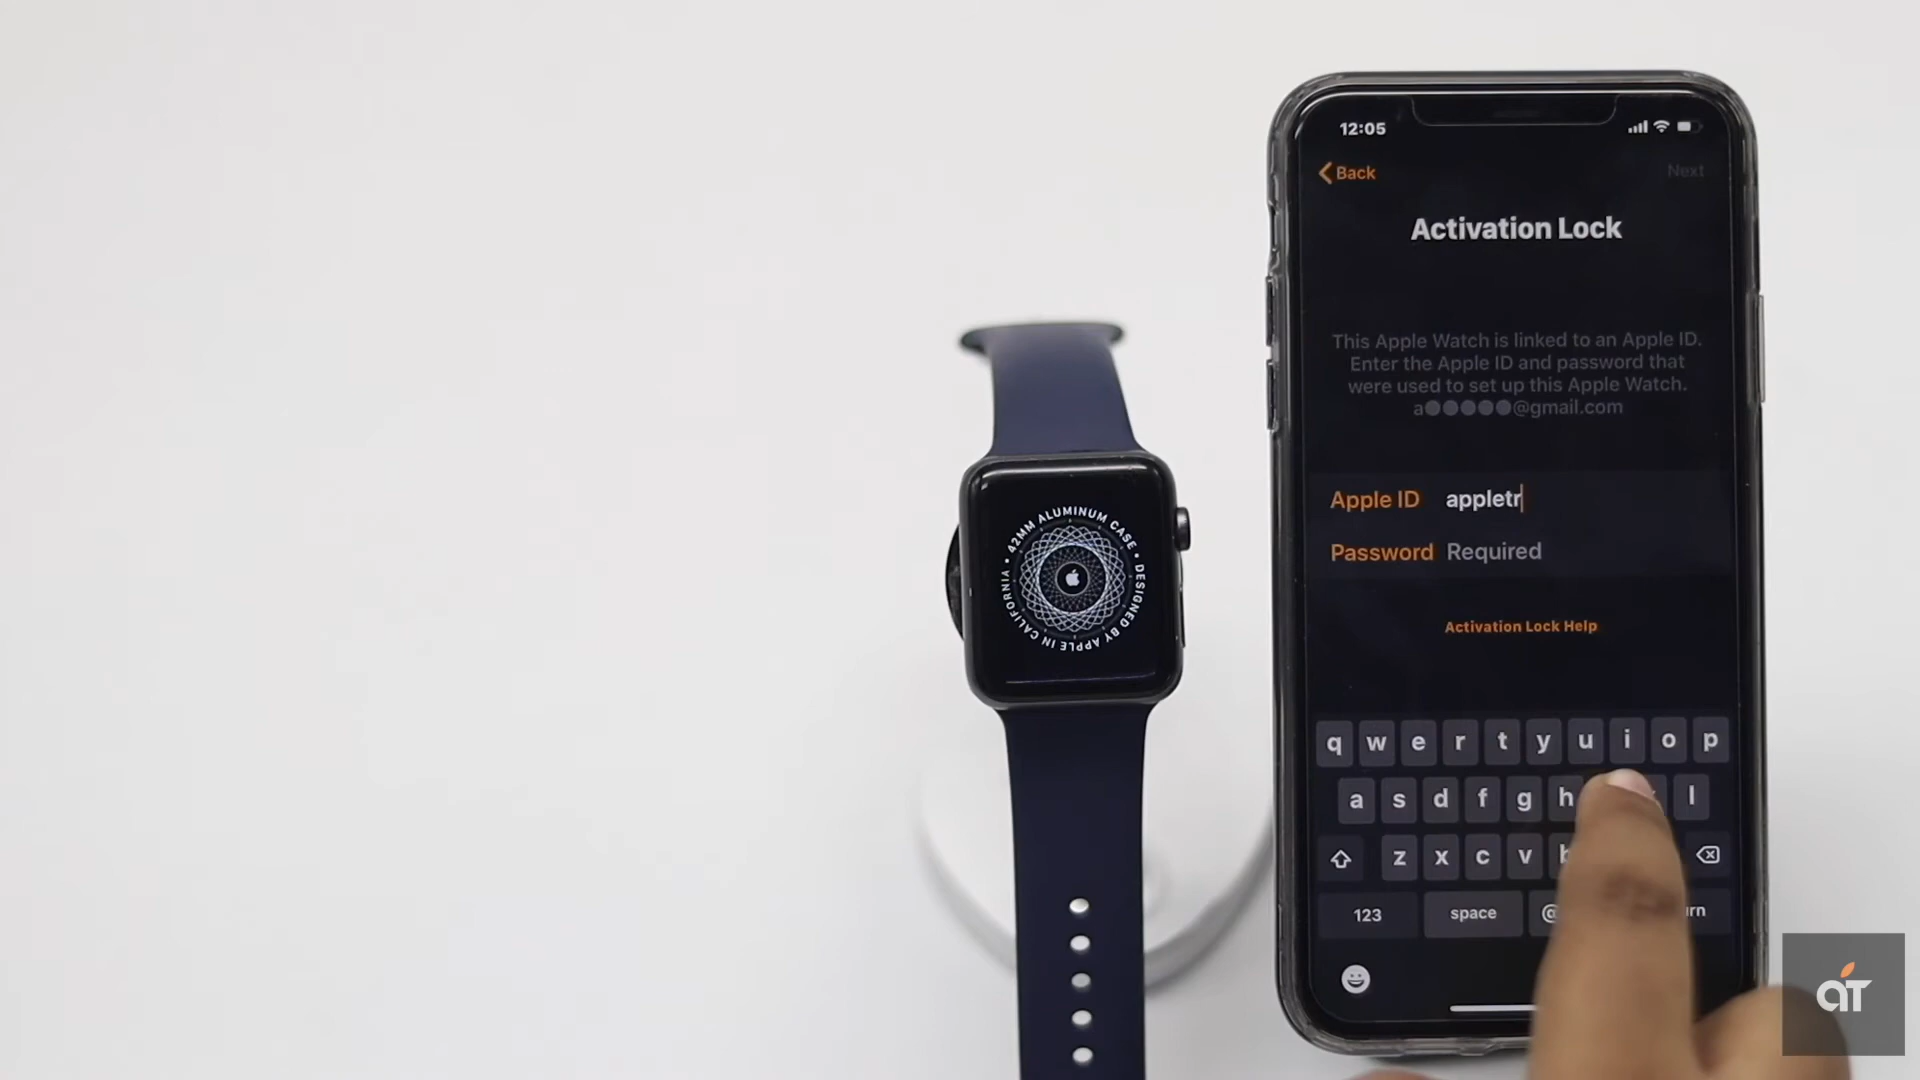 12:05
Back
Next
Activation Lock
This Apple Watch is linked to an Apple ID.
Enter the Apple ID and password that
were used to set up this Apple Watch.
a●●●●●@gmail.com
Apple ID appletr
Password Required
Activation Lock Help
q w e r t y u i o p
a s d f g h l
z x c v
123 space @
42MM ALUMINUM CASE • DESIGNED BY APPLE IN CALIFORNIA •
aT